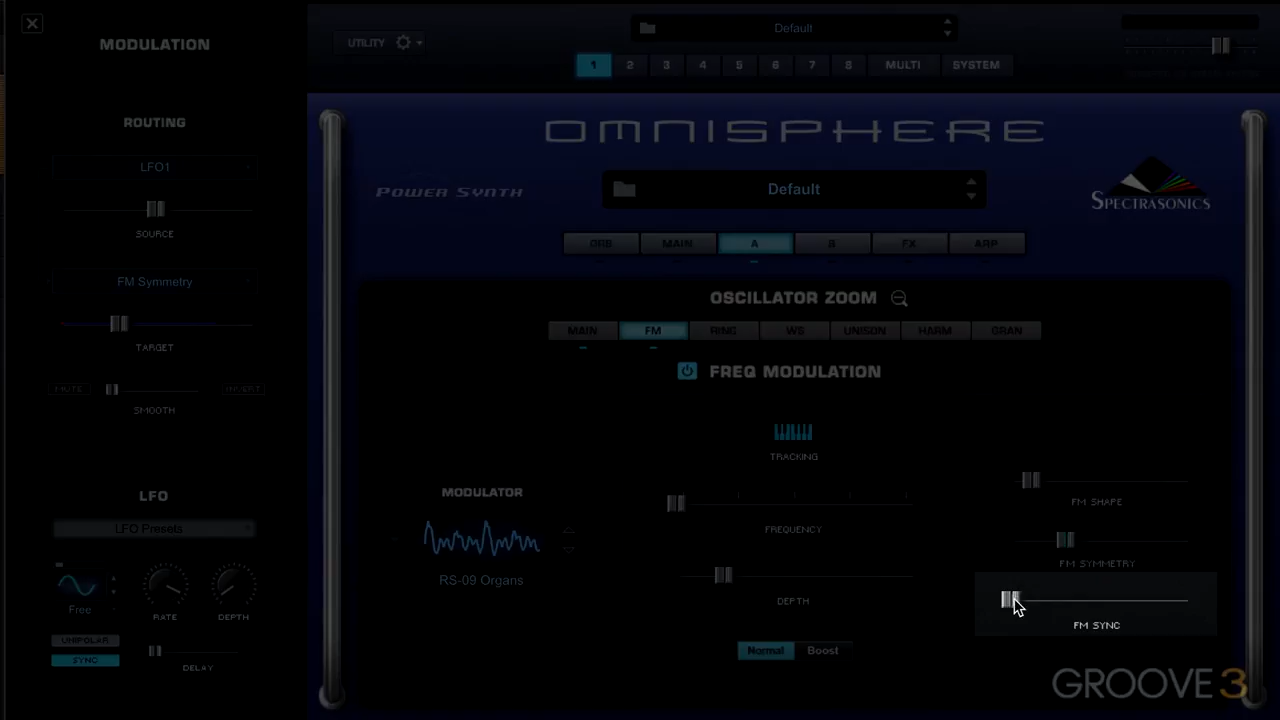 MODULATION
ROUTING
LFO1
SOURCE
FM Symmetry
TARGET
MUTE
INVERT
SMOOTH
LFO
LFO Presets
Free
RATE
DEPTH
UNIPOLAR
SYNC
DELAY
UTILITY
Default
1 2 3 4 5 6 7 8 MULTI SYSTEM
OMNISPHERE
POWER SYNTH
Default
SPECTRASONICS
ORB MAIN A B FX ARP
OSCILLATOR ZOOM
MAIN FM RING WS UNISON HARM GRAN
FREQ MODULATION
TRACKING
MODULATOR
RS-09 Organs
FREQUENCY
DEPTH
Normal Boost
FM SHAPE
FM SYMMETRY
FM SYNC
GROOVE3